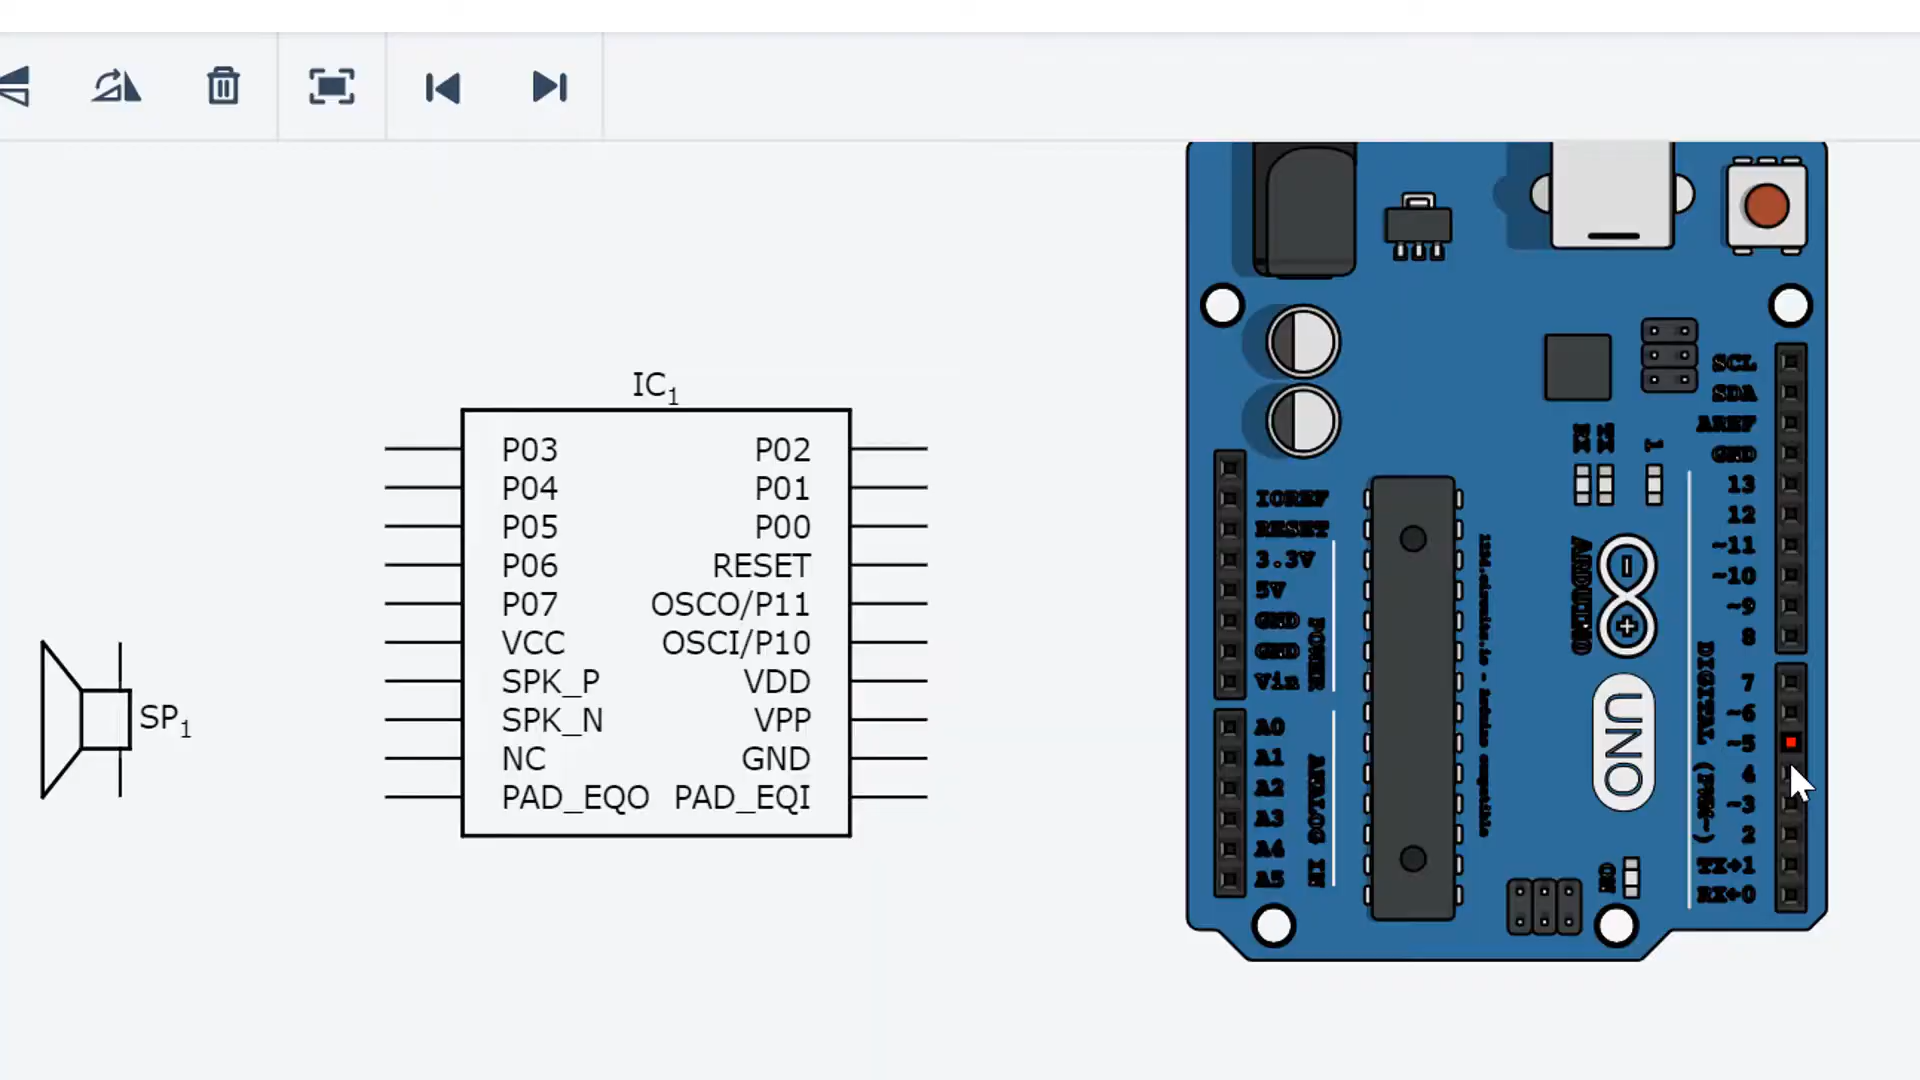 IC1
P03 P02
P04 P01
P05 P00
P06 RESET
P07 OSCO/P11
VCC OSCI/P10
SPK_P VDD
SPK_N VPP
NC GND
PAD_EQO PAD_EQI
SP1
IOREF
RESET
3.3V
5V
GND
GND
Vin
POWER
A0
A1
A2
A3
A4
A5
ANALOG IN
ARDUINO
UNO
ON
1
SCL
SDA
AREF
GND
13
12
~11
~10
~9
8
7
~6
~5
4
~3
2
TX→1
RX←0
DIGITAL (PWM~)